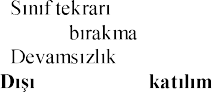 Sınıf tekrarı
bırakma
Devamsızlık
Dışı katılım